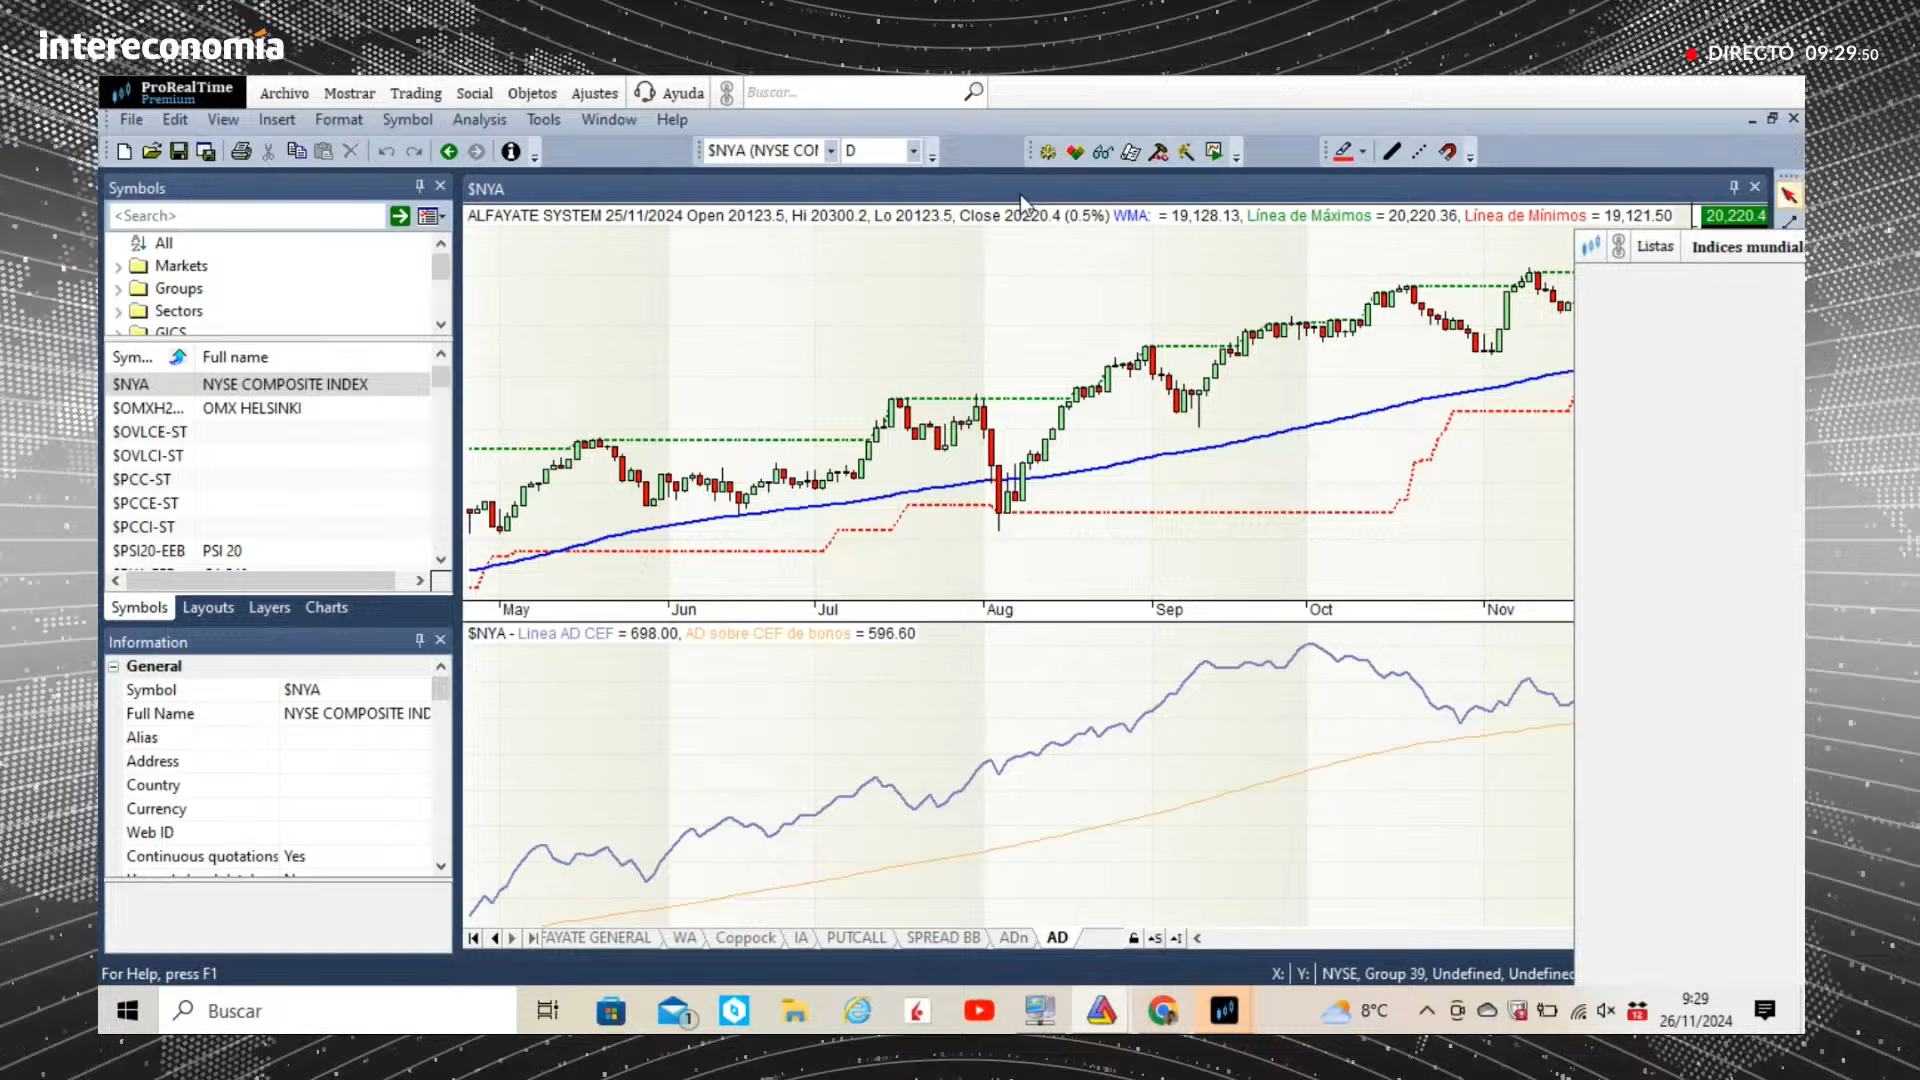 intereconomía
DIRECTO 09:29:50
ProRealTime
Premium
Archivo Mostrar Trading Social Objetos Ajustes Ayuda Buscar...
File Edit View Insert Format Symbol Analysis Tools Window Help
$NYA (NYSE COI D
Symbols
$NYA
<Search>
ALFAYATE SYSTEM 25/11/2024 Open 20123.5, Hi 20300.2, Lo 20123.5, Close 20220.4 (0.5%) WMA: = 19,128.13, Línea de Máximos = 20,220.36, Línea de Mínimos = 19,121.50
20,220.4
Listas Indices mundial
All
Markets
Groups
Sectors
GICS
Sym... Full name
$NYA NYSE COMPOSITE INDEX
$OMXH2... OMX HELSINKI
$OVLCE-ST
$OVLCI-ST
$PCC-ST
$PCCE-ST
$PCCI-ST
$PSI20-EEB PSI 20
May Jun Jul Aug Sep Oct Nov
Symbols Layouts Layers Charts
$NYA - Linea AD CEF = 698.00, AD sobre CEF de bonos = 596.60
Information
General
Symbol $NYA
Full Name NYSE COMPOSITE IND
Alias
Address
Country
Currency
Web ID
Continuous quotations Yes
FAYATE GENERAL WA Coppock IA PUTCALL SPREAD BB ADn AD
For Help, press F1
X: Y: NYSE, Group 39, Undefined, Undefined
Buscar
1
8°C
12
9:29
26/11/2024